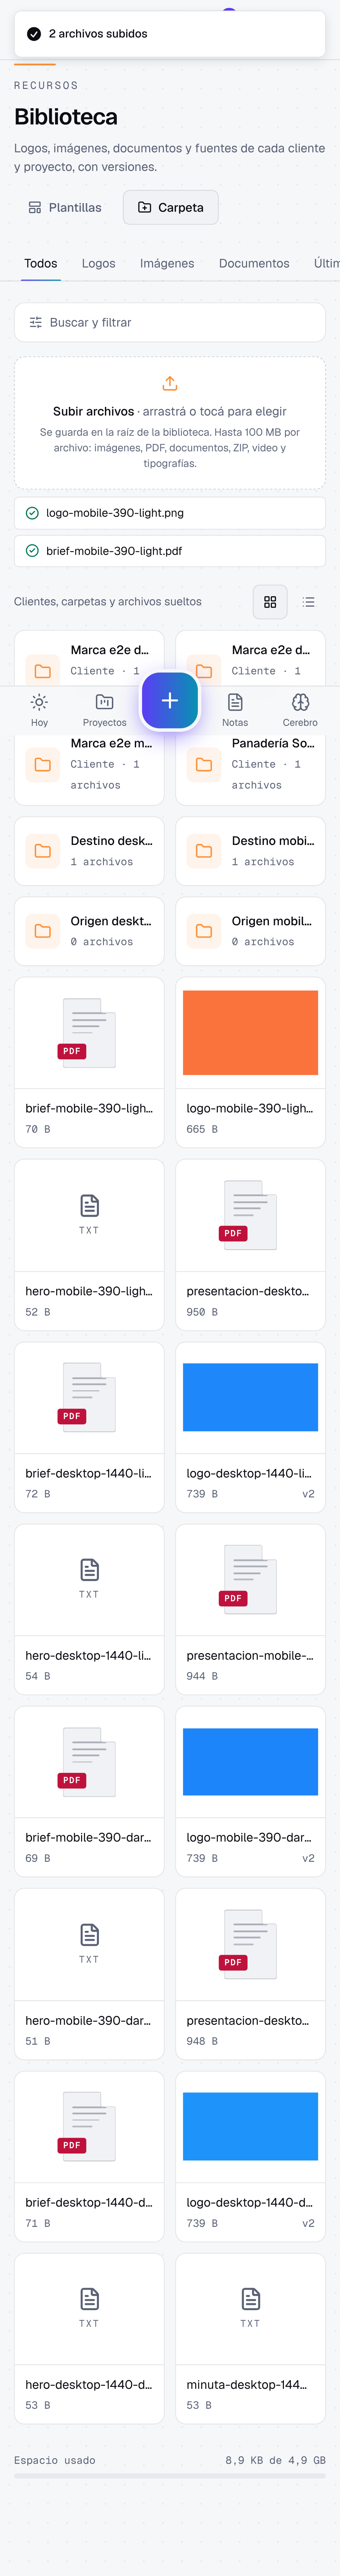 2 archivos subidos
RECURSOS
Biblioteca
Logos, imágenes, documentos y fuentes de cada cliente
y proyecto, con versiones.
Plantillas
Carpeta
Todos
Logos
Imágenes
Documentos
Últim
Buscar y filtrar
Subir archivos · arrastrá o tocá para elegir
Se guarda en la raíz de la biblioteca. Hasta 100 MB por
archivo: imágenes, PDF, documentos, ZIP, video y
tipografías.
logo-mobile-390-light.png
brief-mobile-390-light.pdf
Clientes, carpetas y archivos sueltos
Marca e2e d...
Cliente · 1
Marca e2e d...
Cliente · 1
Hoy
Proyectos
Notas
Cerebro
Marca e2e m...
Cliente · 1
archivos
Panadería So...
Cliente · 1
archivos
Destino desk...
1 archivos
Destino mobi...
1 archivos
Origen deskt...
0 archivos
Origen mobil...
0 archivos
PDF
brief-mobile-390-ligh...
70 B
logo-mobile-390-ligh...
665 B
TXT
hero-mobile-390-ligh...
52 B
PDF
presentacion-deskto...
950 B
PDF
brief-desktop-1440-li...
72 B
logo-desktop-1440-li...
739 B
v2
TXT
hero-desktop-1440-li...
54 B
PDF
presentacion-mobile-...
944 B
PDF
brief-mobile-390-dar...
69 B
logo-mobile-390-dar...
739 B
v2
TXT
hero-mobile-390-dar...
51 B
PDF
presentacion-deskto...
948 B
PDF
brief-desktop-1440-d...
71 B
logo-desktop-1440-d...
739 B
v2
TXT
hero-desktop-1440-d...
53 B
TXT
minuta-desktop-144...
53 B
Espacio usado
8,9 KB de 4,9 GB